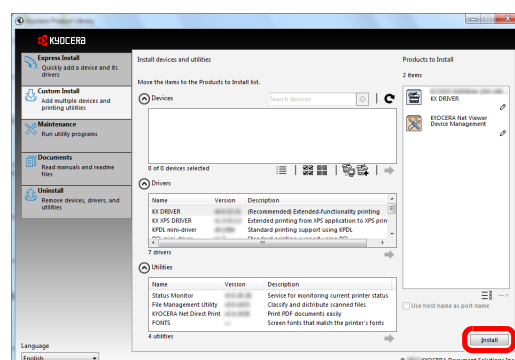 KYOCERA
Express Install
Quickly add a device and its
drivers
Custom Install
Add multiple devices and
printing utilities
Maintenance
Run utility programs
Documents
Read manuals and readme
files
Uninstall
Remove devices, drivers, and
utilities
Language
English
Install devices and utilities
Move the items to the Products to Install list.
Devices
Search devices
0 of 0 devices selected
Drivers
Name Version Description
KX DRIVER (Recommended) Extended-functionality printing
KX XPS DRIVER Extended printing from XPS application to XPS prin
KPDL mini-driver Standard printing support using KPDL
7 drivers
Utilities
Name Version Description
Status Monitor Service for monitoring current printer status
File Management Utility Classify and distribute scanned files
KYOCERA Net Direct Print Print PDF documents easily
FONTS Screen fonts that match the printer's fonts
4 utilities
Products to Install
2 items
KX DRIVER
KYOCERA Net Viewer
Device Management
Use host name as port name
Install
KYOCERA Document Solutions Inc